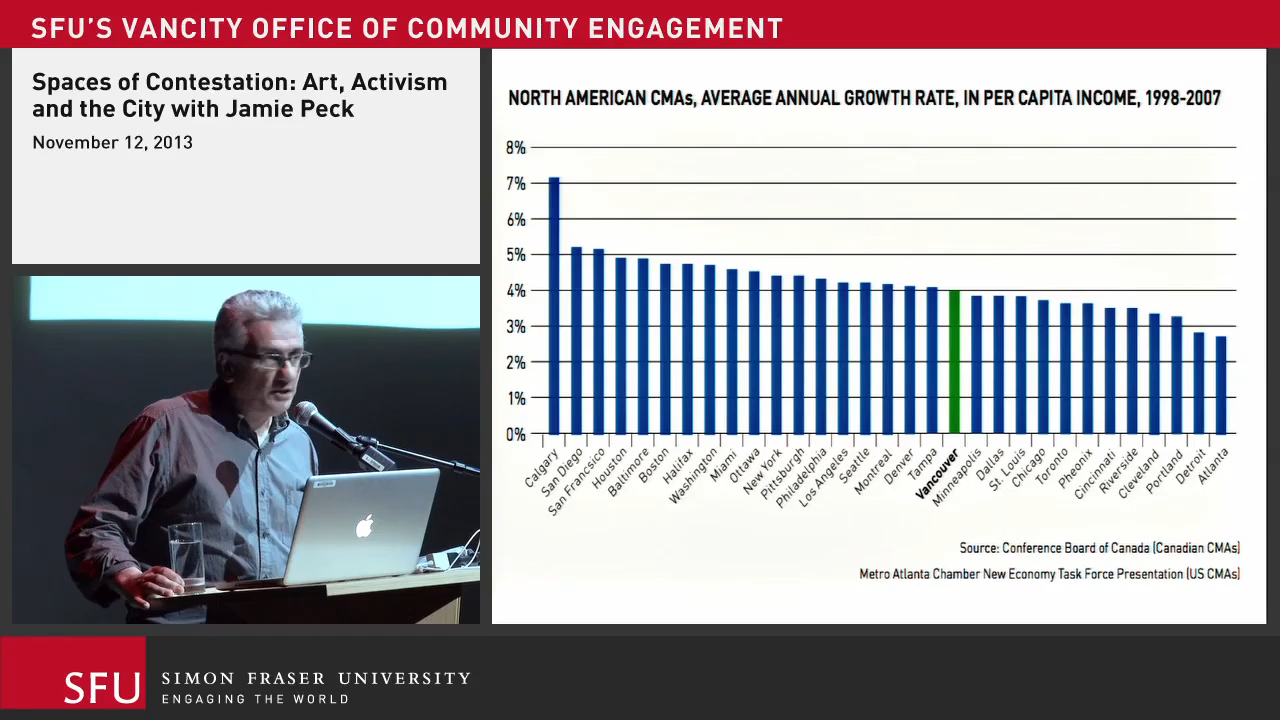 SFU'S VANCITY OFFICE OF COMMUNITY ENGAGEMENT
Spaces of Contestation: Art, Activism
and the City with Jamie Peck
November 12, 2013
NORTH AMERICAN CMAs, AVERAGE ANNUAL GROWTH RATE, IN PER CAPITA INCOME, 1998-2007
8%
7%
6%
5%
4%
3%
2%
1%
0%
Calgary
San Diego
San Francsico
Houston
Baltimore
Boston
Halifax
Washington
Miami
Ottawa
New York
Pittsburgh
Philadelphia
Los Angeles
Seattle
Montreal
Denver
Tampa
Vancouver
Minneapolis
Dallas
St. Louis
Chicago
Toronto
Pheonix
Cincinnati
Riverside
Cleveland
Portland
Detroit
Atlanta
Source: Conference Board of Canada (Canadian CMAs)
Metro Atlanta Chamber New Economy Task Force Presentation (US CMAs)
SFU
SIMON FRASER UNIVERSITY
ENGAGING THE WORLD